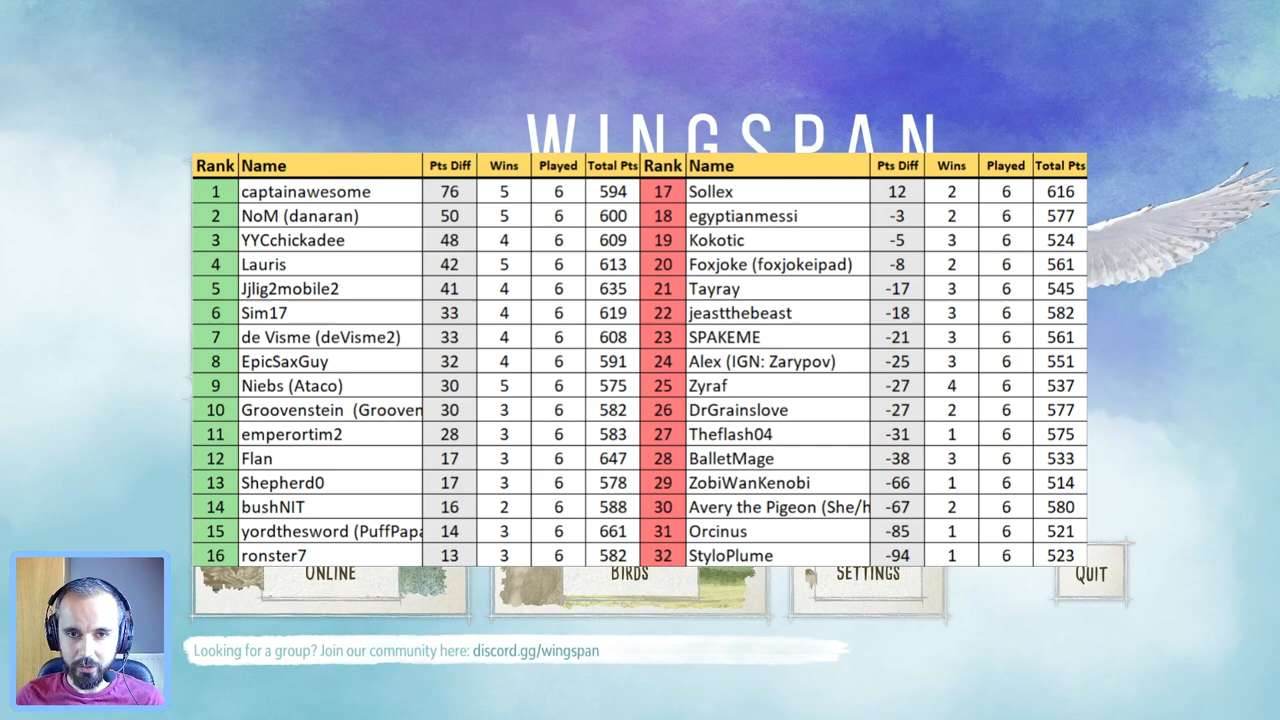 WINGSPAN
Rank Name Pts Diff Wins Played Total Pts Rank Name Pts Diff Wins Played Total Pts
1 captainawesome 76 5 6 594 17 Sollex 12 2 6 616
2 NoM (danaran) 50 5 6 600 18 egyptianmessi -3 2 6 577
3 YYCchickadee 48 4 6 609 19 Kokotic -5 3 6 524
4 Lauris 42 5 6 613 20 Foxjoke (foxjokeipad) -8 2 6 561
5 Jjlig2mobile2 41 4 6 635 21 Tayray -17 3 6 545
6 Sim17 33 4 6 619 22 jeastthebeast -18 3 6 582
7 de Visme (deVisme2) 33 4 6 608 23 SPAKEME -21 3 6 561
8 EpicSaxGuy 32 4 6 591 24 Alex (IGN: Zarypov) -25 3 6 551
9 Niebs (Ataco) 30 5 6 575 25 Zyraf -27 4 6 537
10 Groovenstein (Grooven 30 3 6 582 26 DrGrainslove -27 2 6 577
11 emperortim2 28 3 6 583 27 Theflash04 -31 1 6 575
12 Flan 17 3 6 647 28 BalletMage -38 3 6 533
13 Shepherd0 17 3 6 578 29 ZobiWanKenobi -66 1 6 514
14 bushNIT 16 2 6 588 30 Avery the Pigeon (She/h -67 2 6 580
15 yordthesword (PuffPapa 14 3 6 661 31 Orcinus -85 1 6 521
16 ronster7 13 3 6 582 32 StyloPlume -94 1 6 523
ONLINE BIRDS SETTINGS QUIT
Looking for a group? Join our community here: discord.gg/wingspan